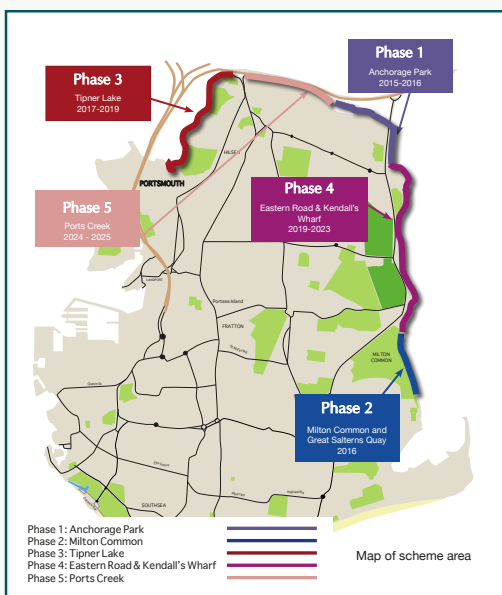 Phase 1
Anchorage Park
2015-2016
Phase 3
Tipner Lake
2017-2019
HILSEA
PORTSMOUTH
Phase 4
Eastern Road & Kendall's
Wharf
2019-2023
Phase 5
Ports Creek
2024 - 2025
Portsea Island
FRATTON
MILTON
COMMON
Phase 2
Milton Common and
Great Salterns Quay
2016
SOUTHSEA
Phase 1: Anchorage Park
Phase 2: Milton Common
Phase 3: Tipner Lake
Phase 4: Eastern Road & Kendall's Wharf
Phase 5: Ports Creek
Map of scheme area